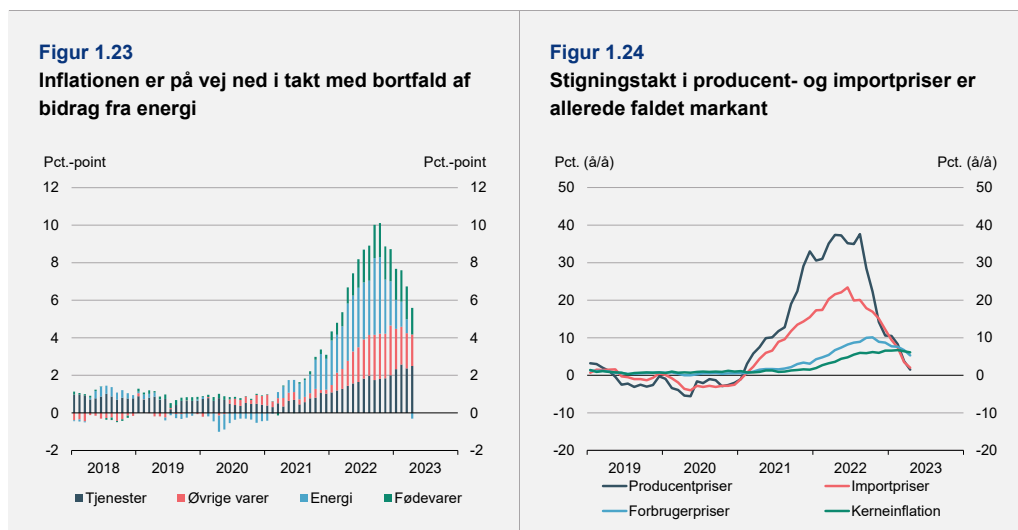 Figur 1.23
Inflationen er på vej ned i takt med bortfald af
bidrag fra energi
Pct.-point Pct.-point
12 12
10 10
8 8
6 6
4 4
2 2
0 0
-2 -2
2018 2019 2020 2021 2022 2023
Tjenester Øvrige varer Energi Fødevarer
Figur 1.24
Stigningstakt i producent- og importpriser er
allerede faldet markant
Pct. (å/å) Pct. (å/å)
50 50
40 40
30 30
20 20
10 10
0 0
-10 -10
-20 -20
2019 2020 2021 2022 2023
Producentpriser Importpriser
Forbrugerpriser Kerneinflation